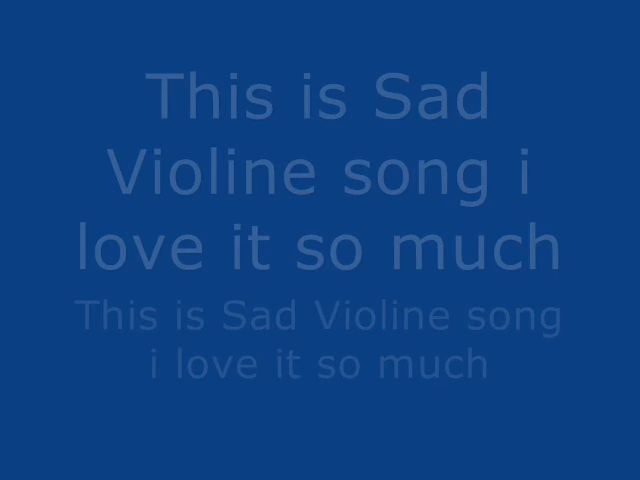 This is Sad
Violine song i
love it so much
This is Sad Violine song
i love it so much